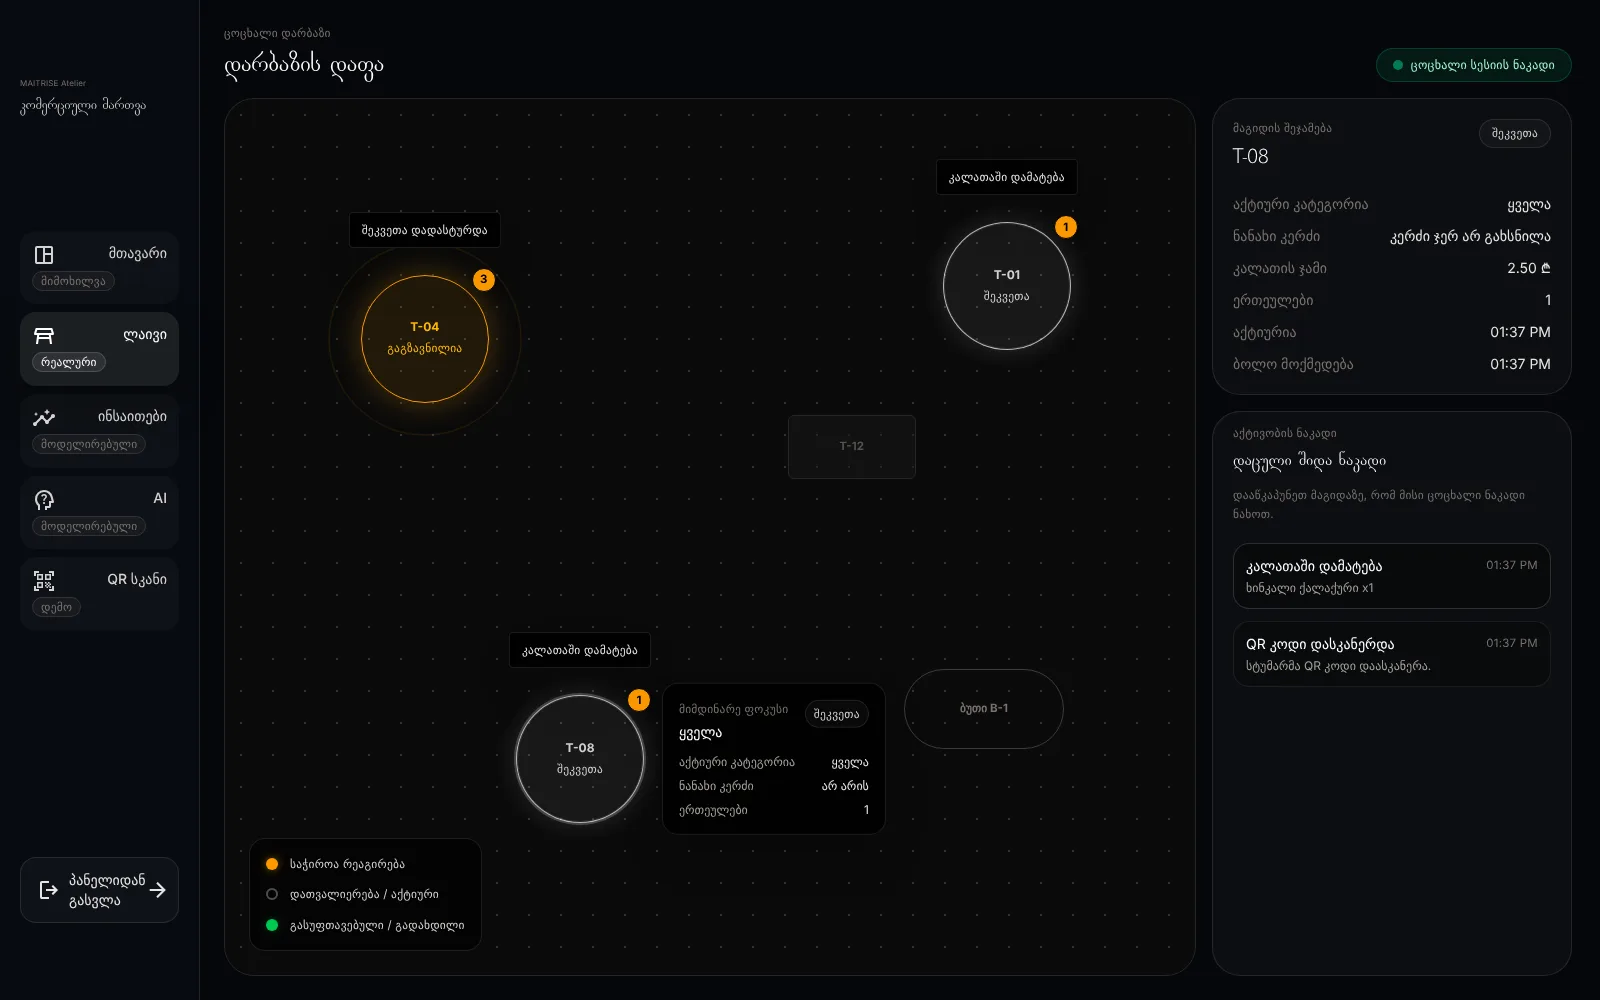 MAITRISE Atelier
კომერციული მართვა
მთავარი
მიმოხილვა
ლაივი
რეალური
ინსაითები
მოდელირებული
AI
მოდელირებული
QR სკანი
დემო
პანელიდან
გასვლა
ცოცხალი დარბაზი
დარბაზის დაფა
ცოცხალი სესიის ნაკადი
კალათაში დამატება
1
T-01
შეკვეთა
შეკვეთა დადასტურდა
3
T-04
გაგზავნილია
T-12
კალათაში დამატება
1
T-08
შეკვეთა
მიმდინარე ფოკუსი
შეკვეთა
ყველა
აქტიური კატეგორია ყველა
ნანახი კერძი არ არის
ერთეულები 1
ბუთი B-1
საჭიროა რეაგირება
დათვალიერება / აქტიური
გასუფთავებული / გადახდილი
მაგიდის შეჯამება
შეკვეთა
T-08
აქტიური კატეგორია ყველა
ნანახი კერძი კერძი ჯერ არ გახსნილა
კალათის ჯამი 2.50 ₾
ერთეულები 1
აქტიურია 01:37 PM
ბოლო მოქმედება 01:37 PM
აქტივობის ნაკადი
დაცული შიდა ნაკადი
დააწკაპუნეთ მაგიდაზე, რომ მისი ცოცხალი ნაკადი
ნახოთ.
კალათაში დამატება 01:37 PM
ხინკალი ქალაქური x1
QR კოდი დასკანერდა 01:37 PM
სტუმარმა QR კოდი დაასკანერა.